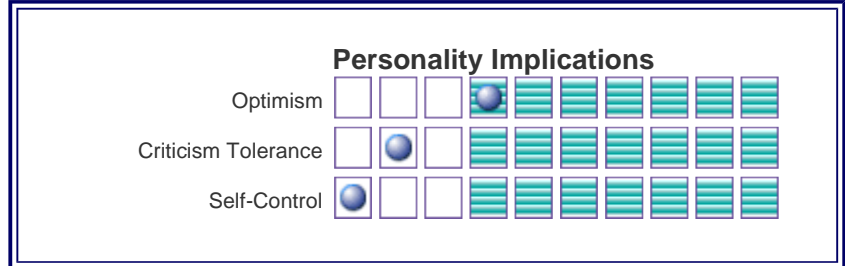 Personality Implications
Optimism
Criticism Tolerance
Self-Control